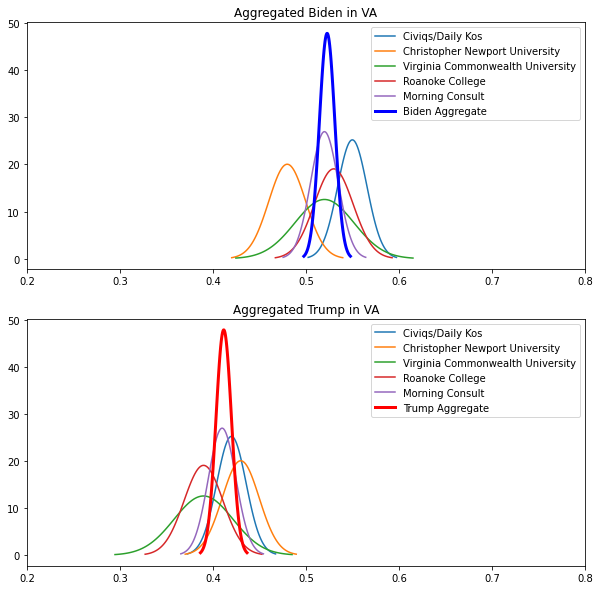 Aggregated Biden in VA
50
40
30
20
10
0
Civiqs/Daily Kos
Christopher Newport University
Virginia Commonwealth University
Roanoke College
Morning Consult
Biden Aggregate
0.2 0.3 0.4 0.5 0.6 0.7 0.8
Aggregated Trump in VA
50
40
30
20
10
0
Civiqs/Daily Kos
Christopher Newport University
Virginia Commonwealth University
Roanoke College
Morning Consult
Trump Aggregate
0.2 0.3 0.4 0.5 0.6 0.7 0.8